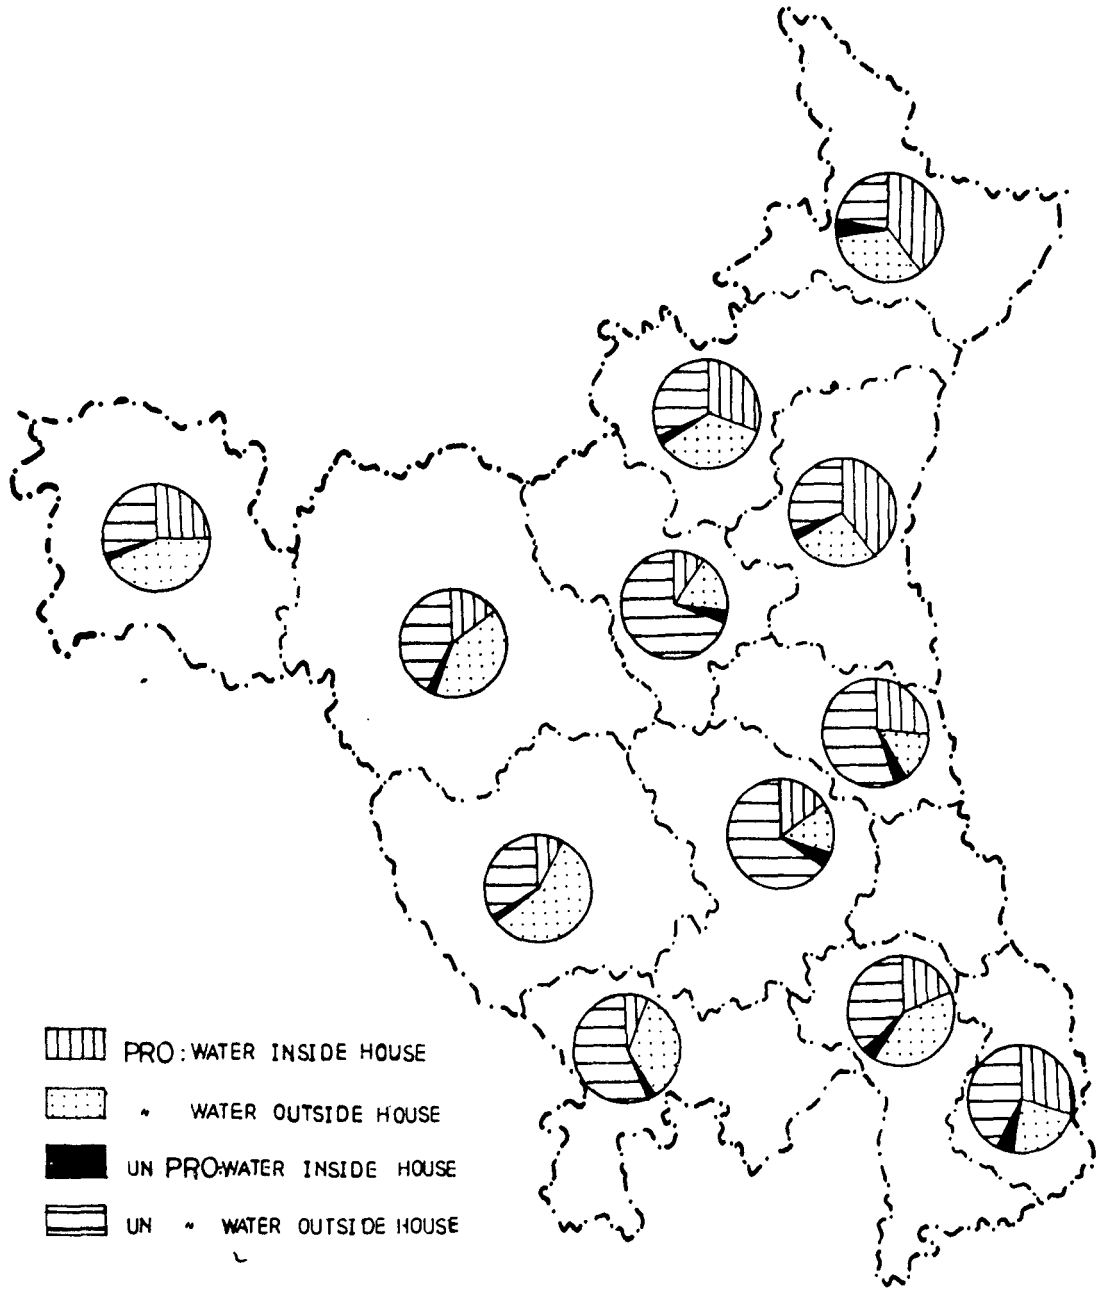 PRO: WATER INSIDE HOUSE
" WATER OUTSIDE HOUSE
UN PRO: WATER INSIDE HOUSE
UN " WATER OUTSIDE HOUSE